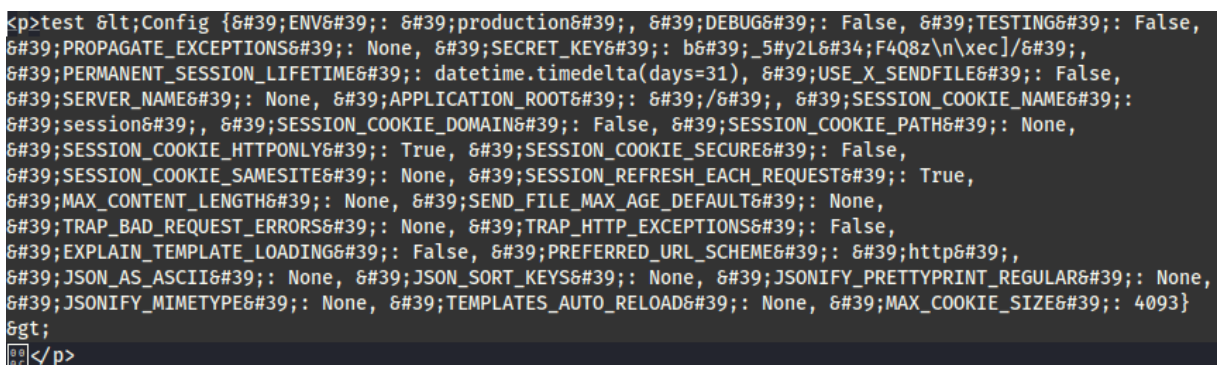 <p>test &lt;Config {&#39;ENV&#39;: &#39;production&#39;, &#39;DEBUG&#39;: False, &#39;TESTING&#39;: False,
&#39;PROPAGATE_EXCEPTIONS&#39;: None, &#39;SECRET_KEY&#39;: b&#39;_5#y2L&#34;F4Q8z\n\xec]/&#39;,
&#39;PERMANENT_SESSION_LIFETIME&#39;: datetime.timedelta(days=31), &#39;USE_X_SENDFILE&#39;: False,
&#39;SERVER_NAME&#39;: None, &#39;APPLICATION_ROOT&#39;: &#39;/&#39;, &#39;SESSION_COOKIE_NAME&#39;:
&#39;session&#39;, &#39;SESSION_COOKIE_DOMAIN&#39;: False, &#39;SESSION_COOKIE_PATH&#39;: None,
&#39;SESSION_COOKIE_HTTPONLY&#39;: True, &#39;SESSION_COOKIE_SECURE&#39;: False,
&#39;SESSION_COOKIE_SAMESITE&#39;: None, &#39;SESSION_REFRESH_EACH_REQUEST&#39;: True,
&#39;MAX_CONTENT_LENGTH&#39;: None, &#39;SEND_FILE_MAX_AGE_DEFAULT&#39;: None,
&#39;TRAP_BAD_REQUEST_ERRORS&#39;: None, &#39;TRAP_HTTP_EXCEPTIONS&#39;: False,
&#39;EXPLAIN_TEMPLATE_LOADING&#39;: False, &#39;PREFERRED_URL_SCHEME&#39;: &#39;http&#39;,
&#39;JSON_AS_ASCII&#39;: None, &#39;JSON_SORT_KEYS&#39;: None, &#39;JSONIFY_PRETTYPRINT_REGULAR&#39;: None,
&#39;JSONIFY_MIMETYPE&#39;: None, &#39;TEMPLATES_AUTO_RELOAD&#39;: None, &#39;MAX_COOKIE_SIZE&#39;: 4093}
&gt;
</p>